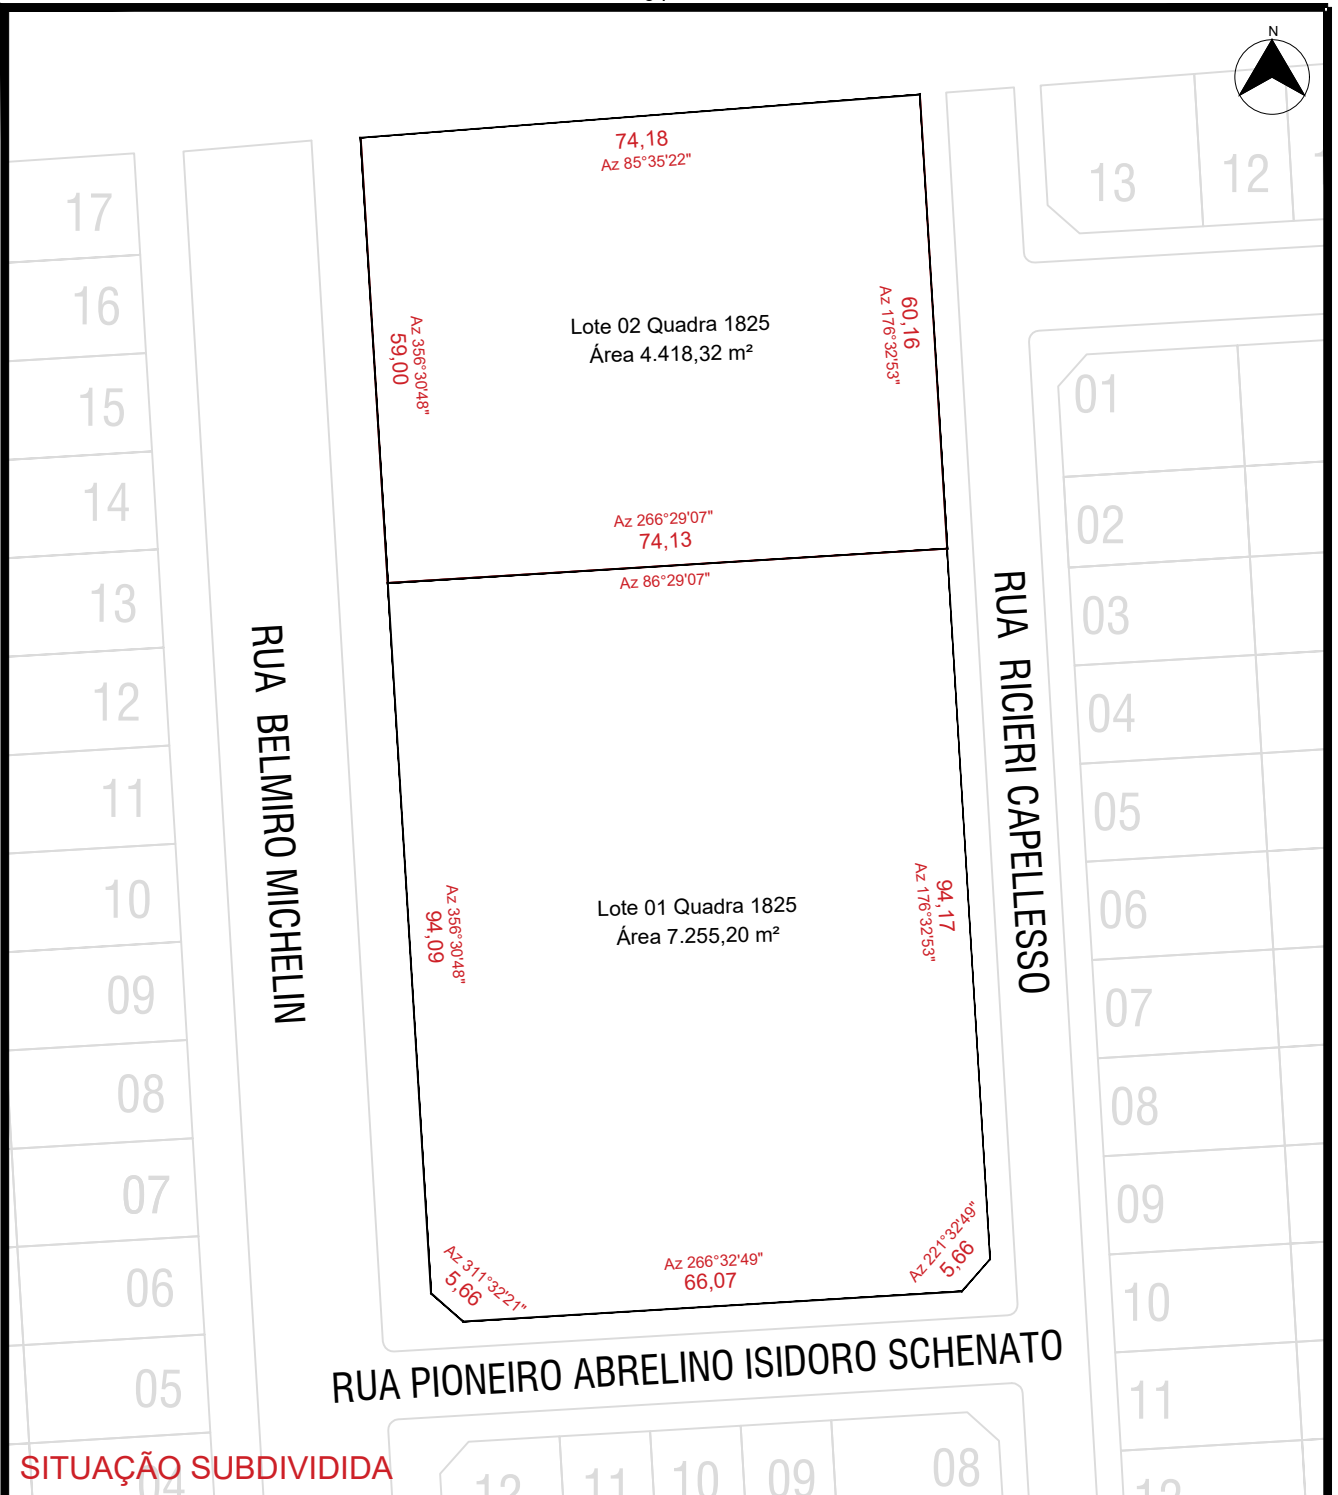 N
74,18
Az 85°35'22"
13
12
17
16
15
14
13
12
11
10
09
08
07
06
05
04
Az 356°30'48"
59,00
Lote 02 Quadra 1825
Área 4.418,32 m²
60,16
Az 176°32'53"
Az 266°29'07"
74,13
Az 86°29'07"
01
02
03
04
05
06
07
08
09
10
11
12
RUA BELMIRO MICHELIN
RUA RICIERI CAPELLESSO
Az 356°30'48"
94,09
Lote 01 Quadra 1825
Área 7.255,20 m²
94,17
Az 176°32'53"
Az 311°32'21"
5,66
Az 266°32'49"
66,07
Az 221°32'49"
5,66
RUA PIONEIRO ABRELINO ISIDORO SCHENATO
SITUAÇÃO SUBDIVIDIDA
12
11
10
09
08